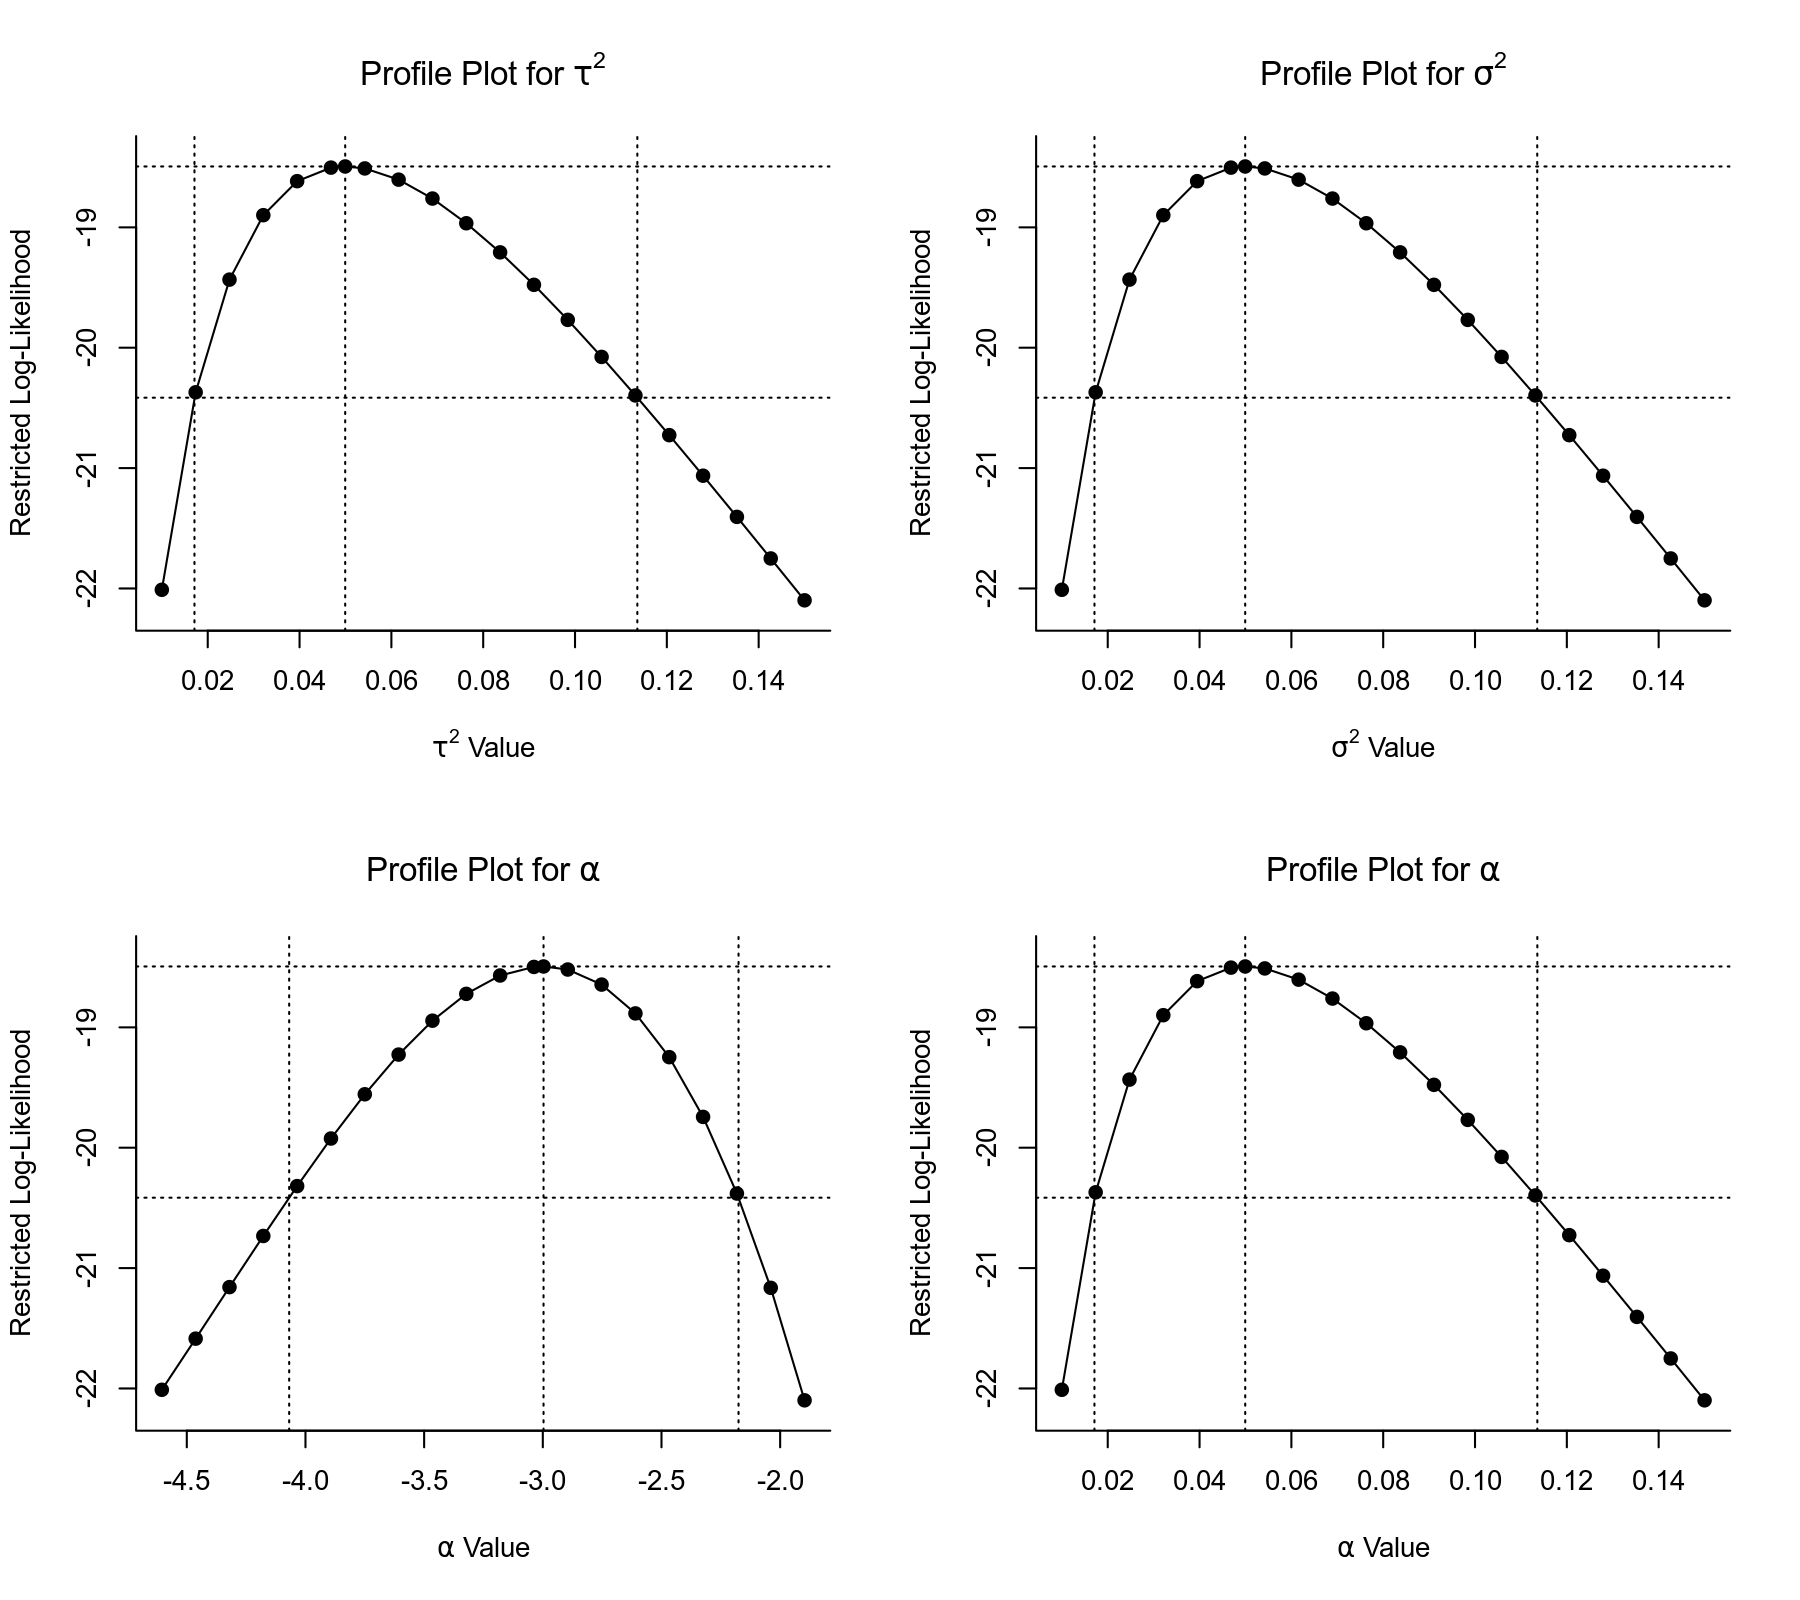 Profile Plot for τ²
Restricted Log-Likelihood
-19
-20
-21
-22
0.02 0.04 0.06 0.08 0.10 0.12 0.14
τ² Value
Profile Plot for σ²
Restricted Log-Likelihood
-19
-20
-21
-22
0.02 0.04 0.06 0.08 0.10 0.12 0.14
σ² Value
Profile Plot for α
Restricted Log-Likelihood
-19
-20
-21
-22
-4.5 -4.0 -3.5 -3.0 -2.5 -2.0
α Value
Profile Plot for α
Restricted Log-Likelihood
-19
-20
-21
-22
0.02 0.04 0.06 0.08 0.10 0.12 0.14
α Value